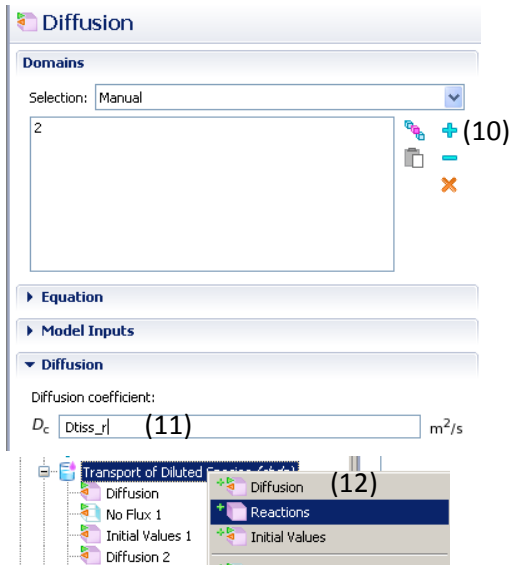 Diffusion
Domains
Selection: Manual
2
(10)
Equation
Model Inputs
Diffusion
Diffusion coefficient:
Dc Dtiss_r (11) m²/s
Transport of Diluted
Diffusion
No Flux 1
Initial Values 1
Diffusion 2
Diffusion (12)
Reactions
Initial Values